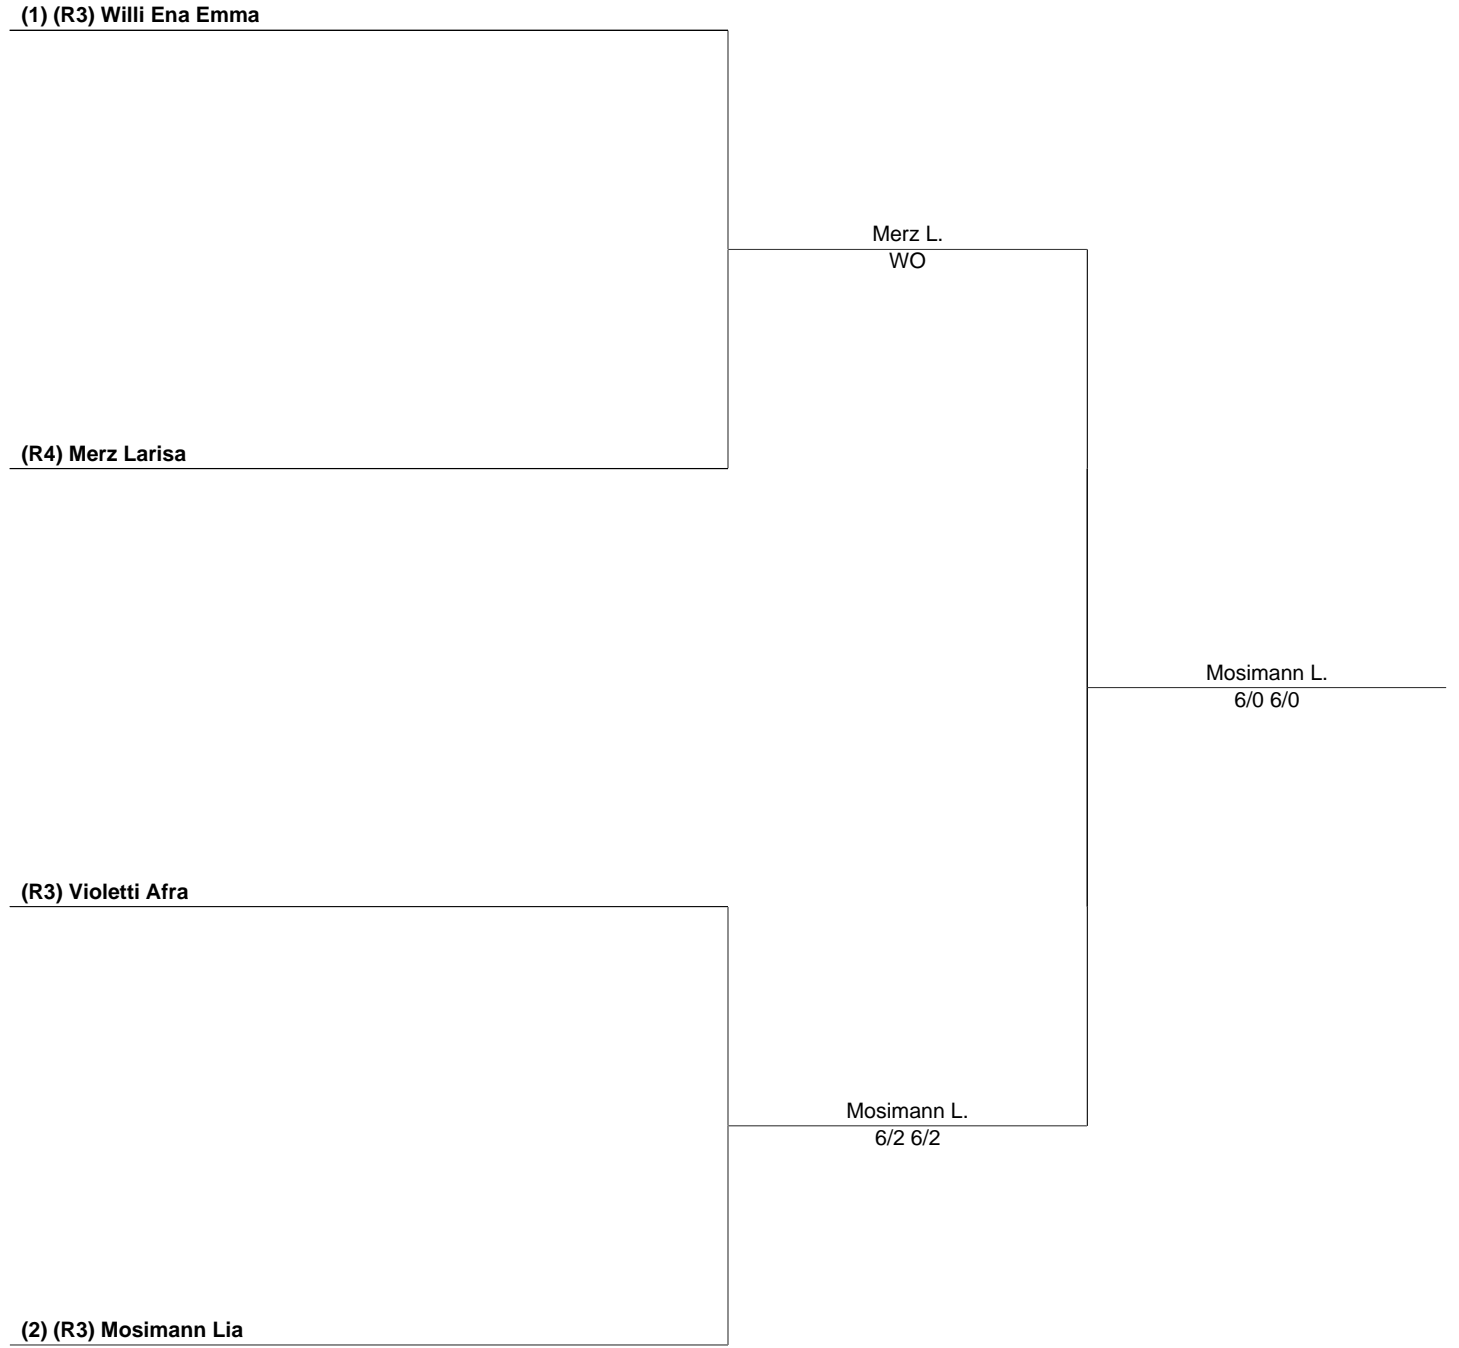 (1) (R3) Willi Ena Emma
Merz L.
WO
(R4) Merz Larisa
Mosimann L.
6/0 6/0
(R3) Violetti Afra
Mosimann L.
6/2 6/2
(2) (R3) Mosimann Lia